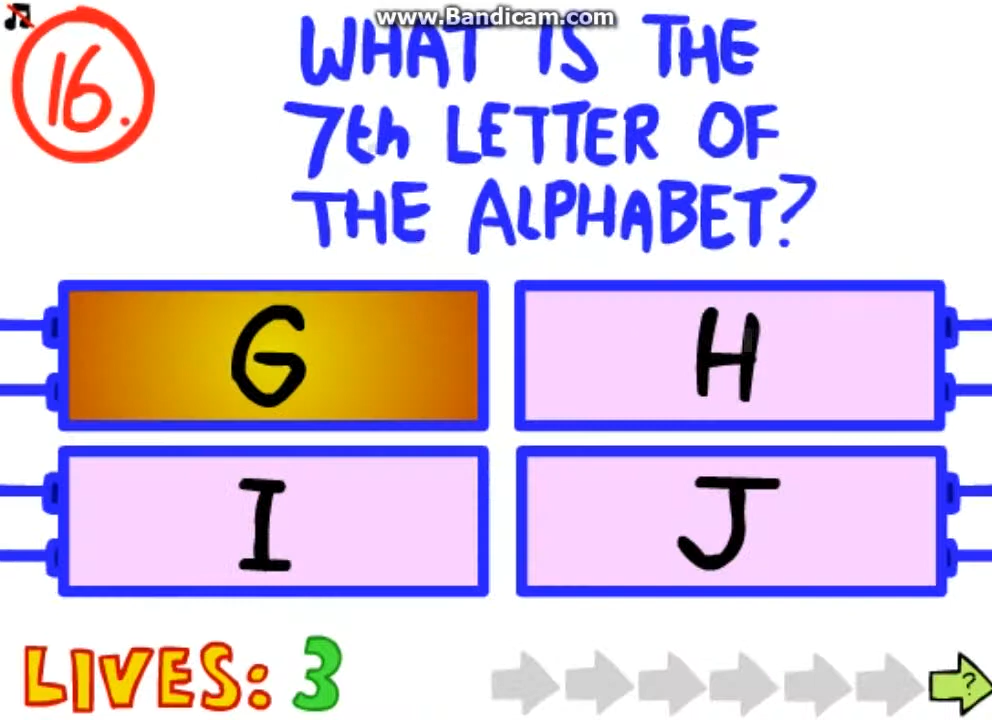 www.Bandicam.com
16.
WHAT IS THE
7th LETTER OF
THE ALPHABET?
G
H
I
J
LIVES: 3
?